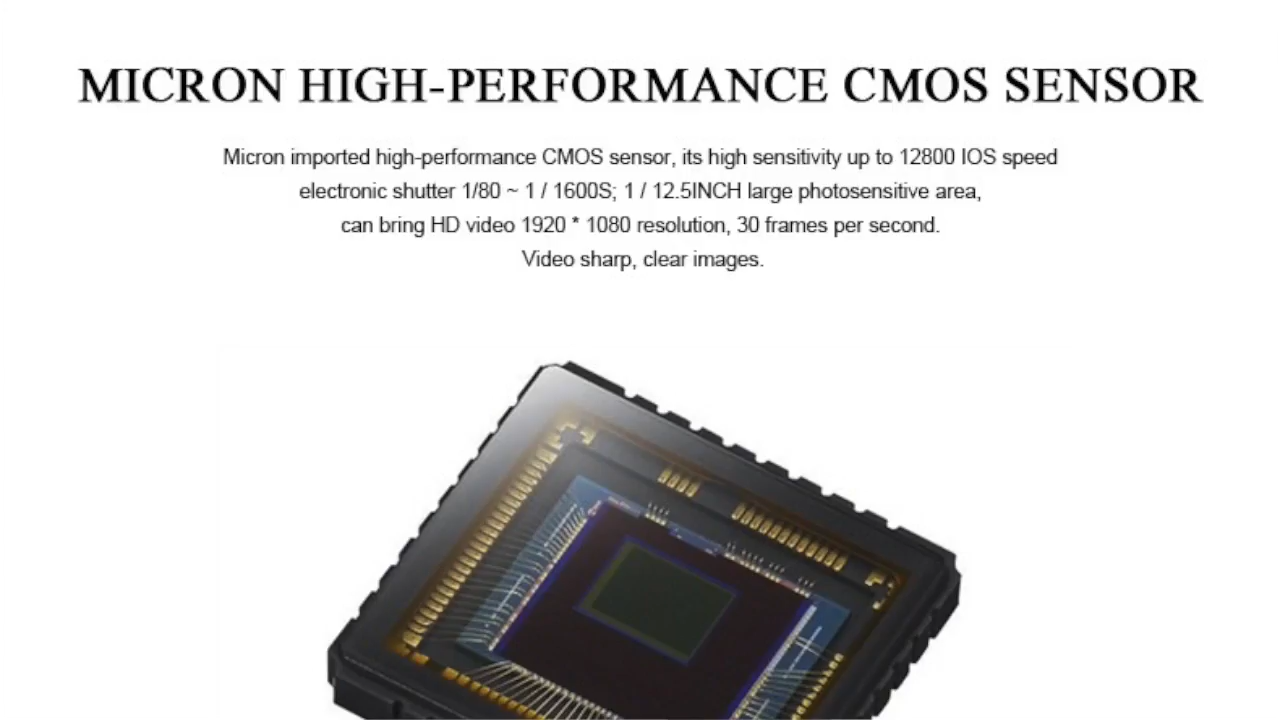 MICRON HIGH-PERFORMANCE CMOS SENSOR
Micron imported high-performance CMOS sensor, its high sensitivity up to 12800 IOS speed
electronic shutter 1/80 ~ 1 / 1600S; 1 / 12.5INCH large photosensitive area,
can bring HD video 1920 * 1080 resolution, 30 frames per second.
Video sharp, clear images.